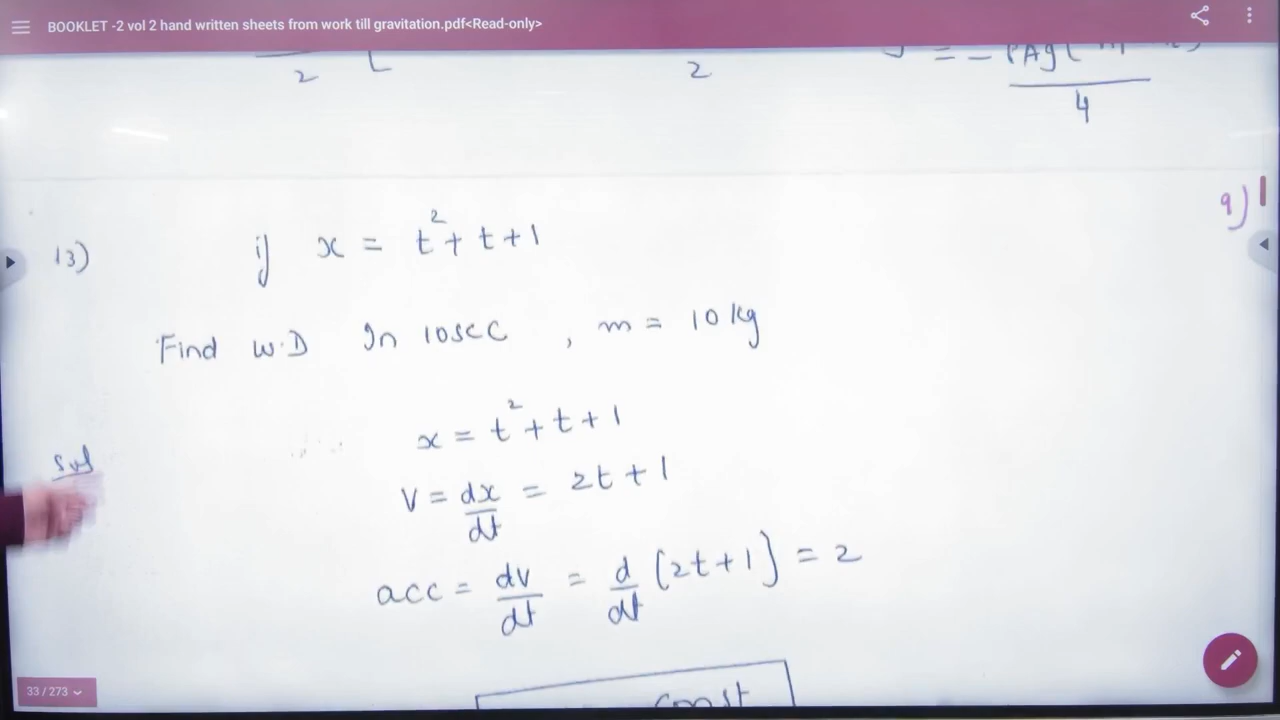 BOOKLET -2 vol 2 hand written sheets from work till gravitation.pdf<Read-only>
2
2
4
9)
13) if x = t² + t + 1
Find W.D In 10sec , m = 10 kg
Sol
x = t² + t + 1
V = dx/dt = 2t + 1
acc = dv/dt = d/dt (2t + 1) = 2
const
33 / 273